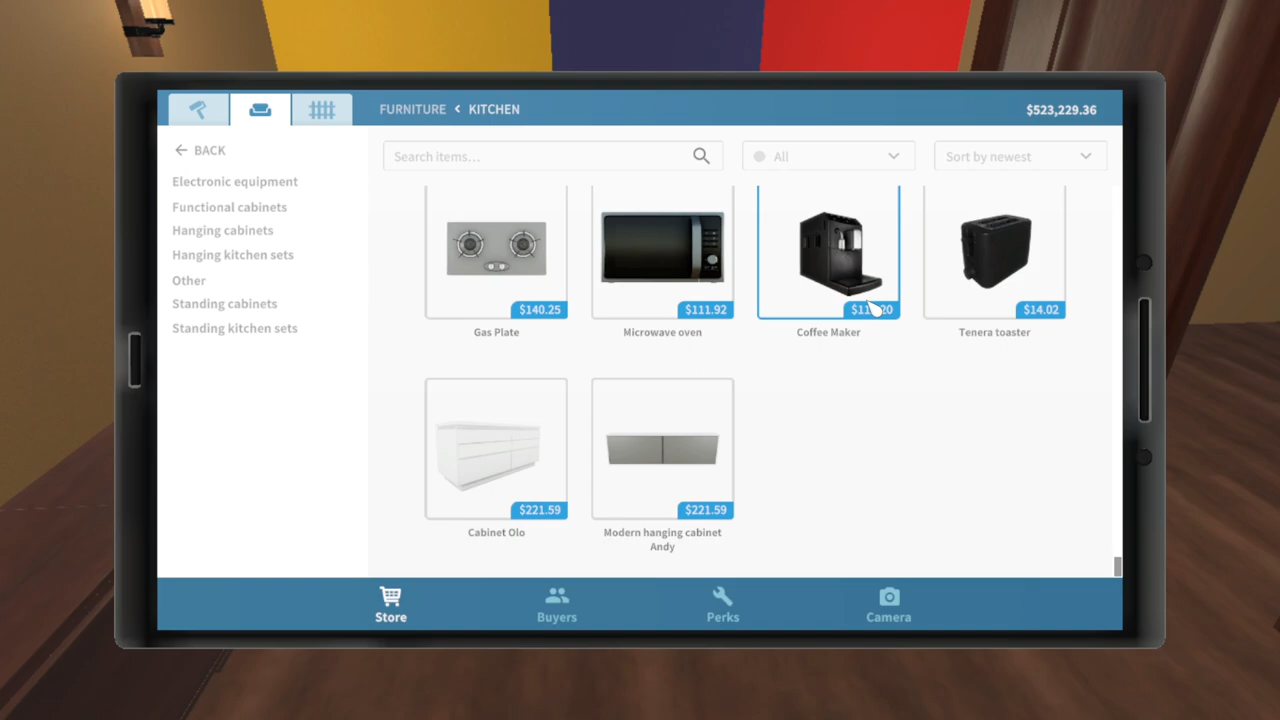 FURNITURE < KITCHEN
$523,229.36
BACK
Search items...
All
Sort by newest
Electronic equipment
Functional cabinets
Hanging cabinets
Hanging kitchen sets
Other
Standing cabinets
Standing kitchen sets
$140.25
$111.92
$14.02
Gas Plate
Microwave oven
Coffee Maker
Tenera toaster
$221.59
$221.59
Cabinet Olo
Modern hanging cabinet
Andy
Store
Buyers
Perks
Camera